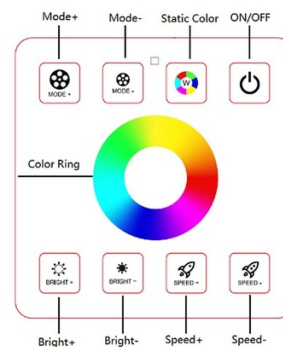 Mode+ Mode- Static Color ON/OFF
MODE + MODE + W
Color Ring
BRIGHT + BRIGHT − SPEED + SPEED -
Bright+ Bright- Speed+ Speed-